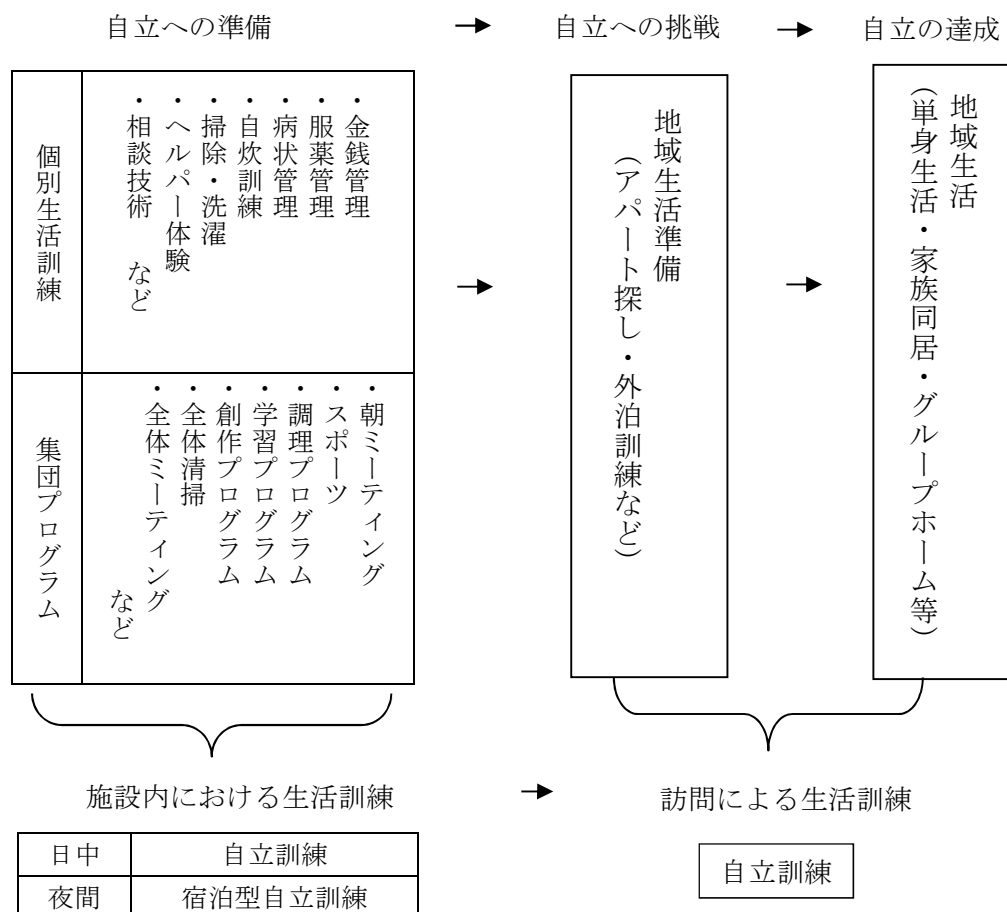 自立への準備 → 自立への挑戦 → 自立の達成
個別生活訓練
・金銭管理
・服薬管理
・病状管理
・自炊訓練
・掃除・洗濯
・ヘルパー体験
・相談技術 など
集団プログラム
・朝ミーティング
・スポーツ
・調理プログラム
・学習プログラム
・創作プログラム
・全体清掃
・全体ミーティング
など
→
地域生活準備
(アパート探し・外泊訓練など)
→
地域生活
(単身生活・家族同居・グループホーム等)
施設内における生活訓練 → 訪問による生活訓練
日中 自立訓練
夜間 宿泊型自立訓練
自立訓練